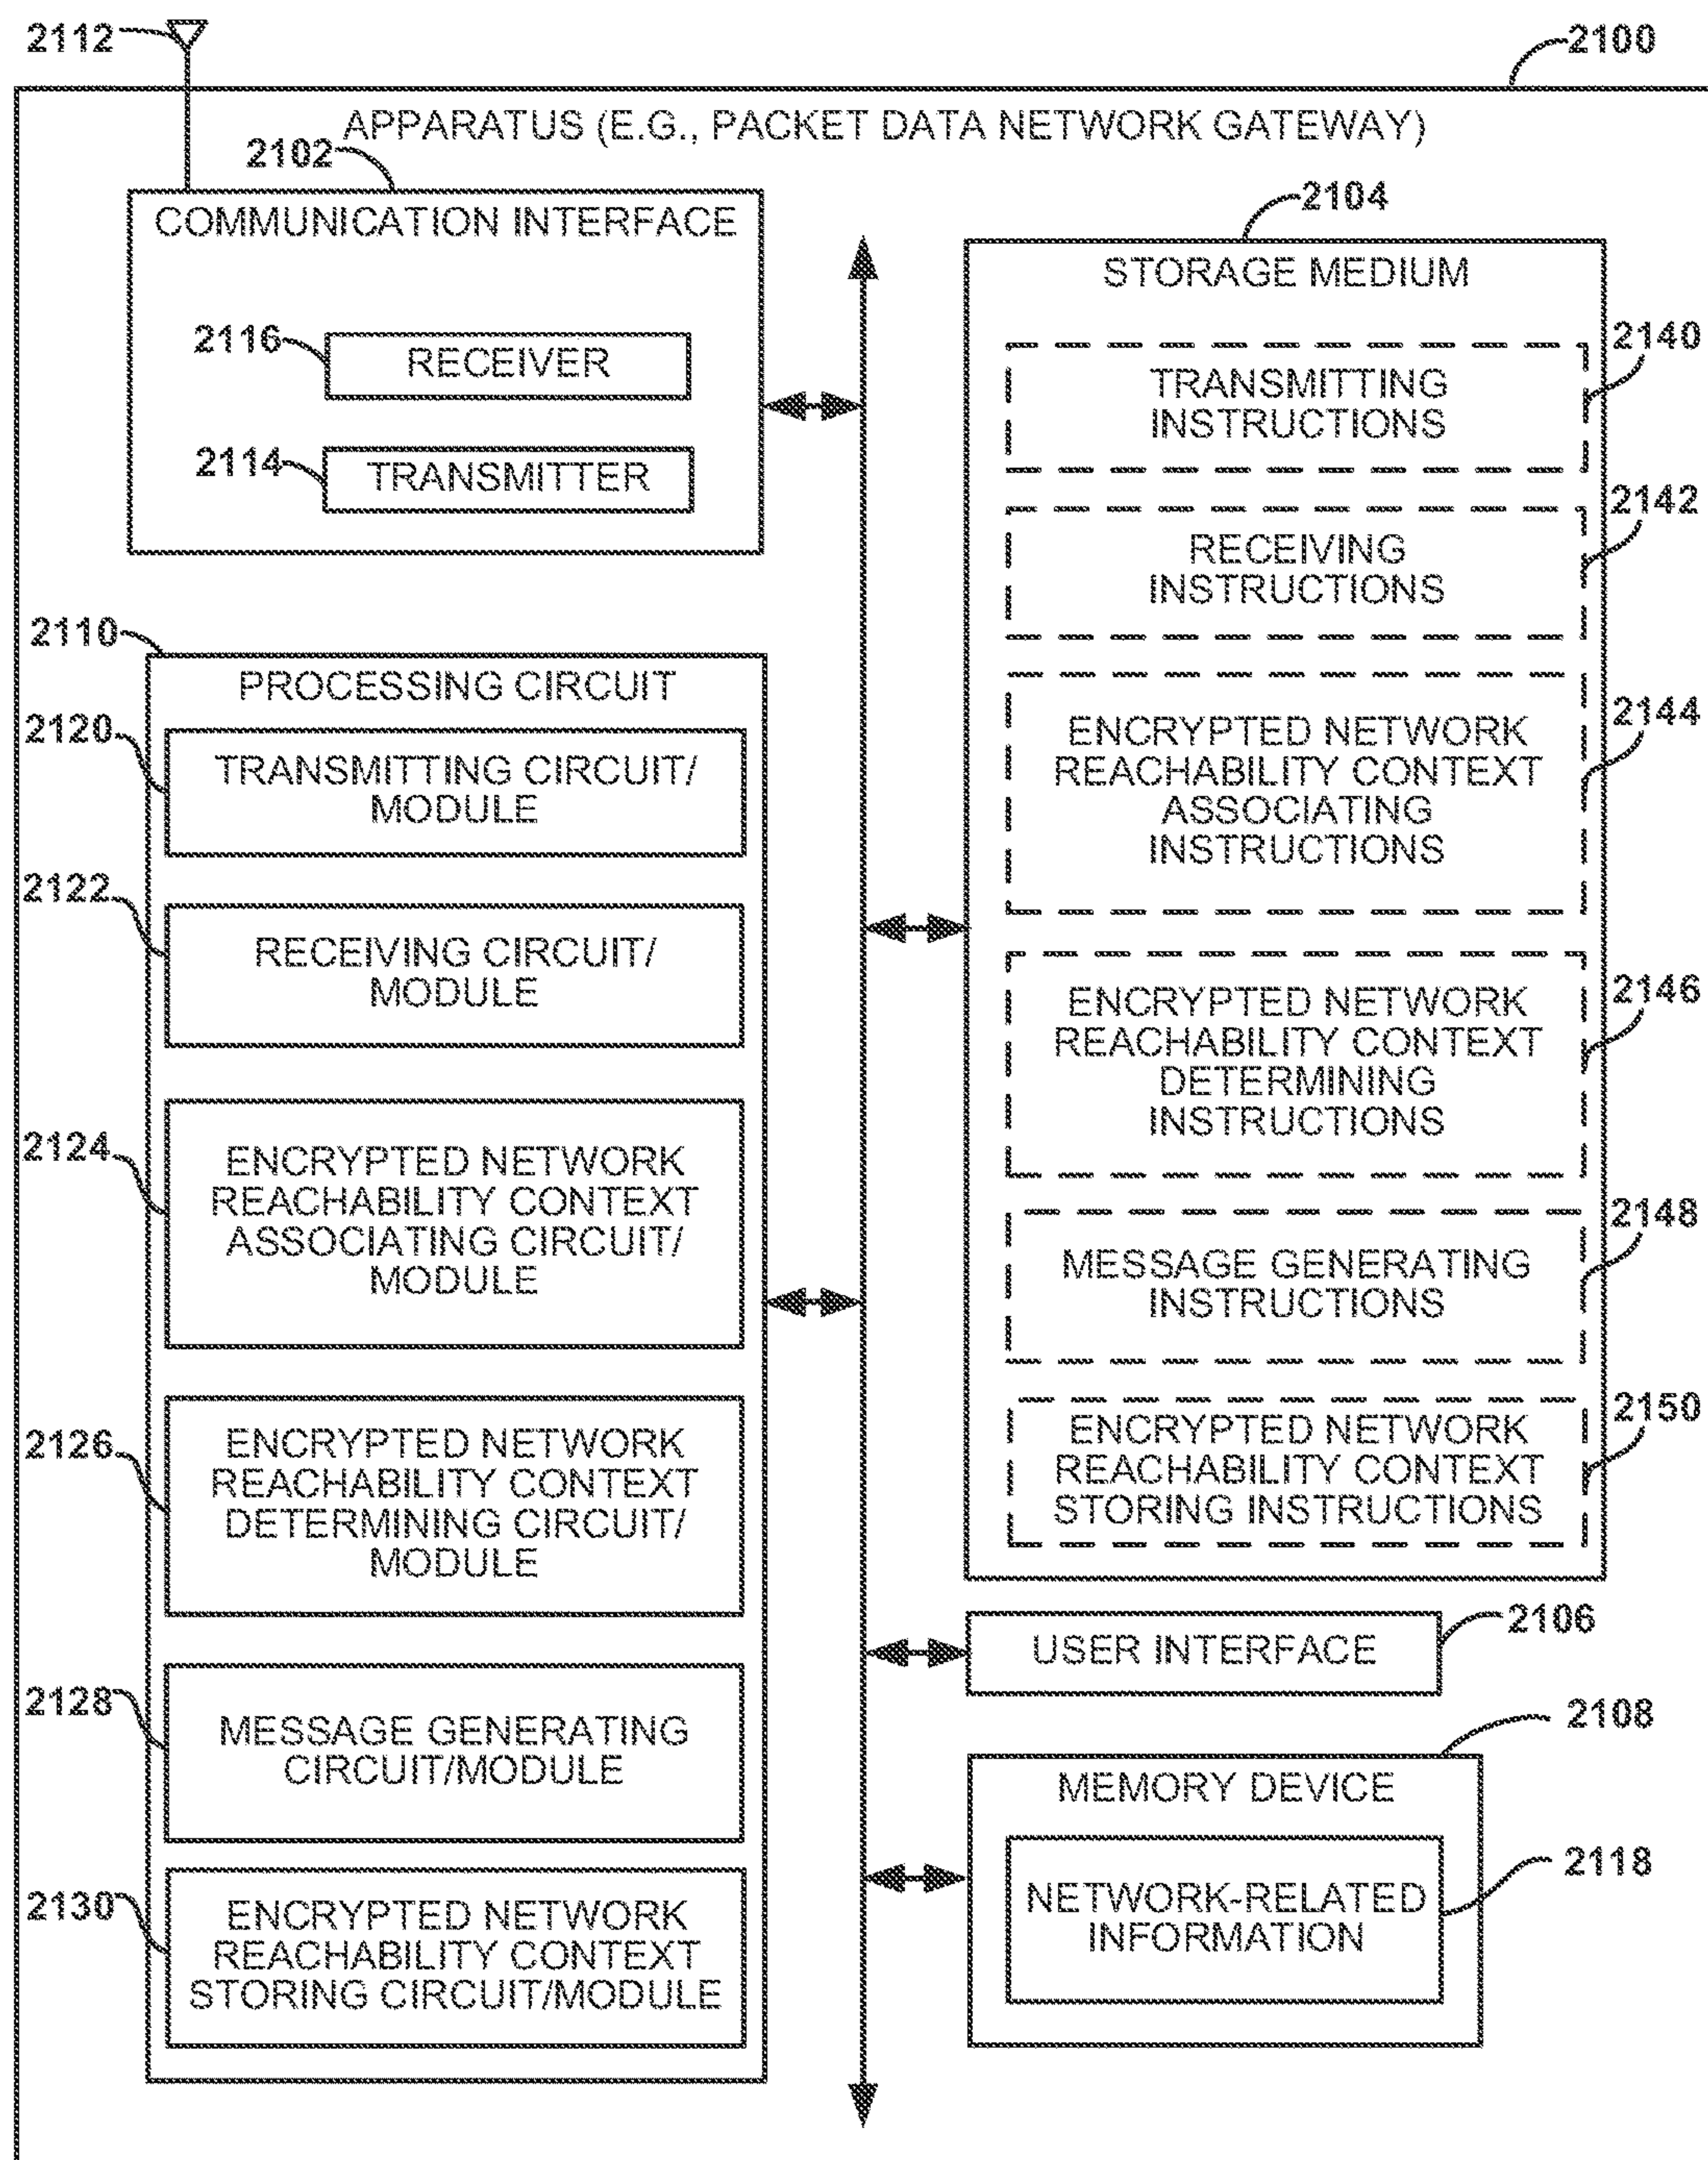 2112
2100
APPARATUS (E.G., PACKET DATA NETWORK GATEWAY)
2102
COMMUNICATION INTERFACE
2116
RECEIVER
2114
TRANSMITTER
2110
PROCESSING CIRCUIT
2120
TRANSMITTING CIRCUIT/
MODULE
2122
RECEIVING CIRCUIT/
MODULE
2124
ENCRYPTED NETWORK
REACHABILITY CONTEXT
ASSOCIATING CIRCUIT/
MODULE
2126
ENCRYPTED NETWORK
REACHABILITY CONTEXT
DETERMINING CIRCUIT/
MODULE
2128
MESSAGE GENERATING
CIRCUIT/MODULE
2130
ENCRYPTED NETWORK
REACHABILITY CONTEXT
STORING CIRCUIT/MODULE
2104
STORAGE MEDIUM
2140
TRANSMITTING
INSTRUCTIONS
2142
RECEIVING
INSTRUCTIONS
2144
ENCRYPTED NETWORK
REACHABILITY CONTEXT
ASSOCIATING
INSTRUCTIONS
2146
ENCRYPTED NETWORK
REACHABILITY CONTEXT
DETERMINING
INSTRUCTIONS
2148
MESSAGE GENERATING
INSTRUCTIONS
2150
ENCRYPTED NETWORK
REACHABILITY CONTEXT
STORING INSTRUCTIONS
2106
USER INTERFACE
2108
MEMORY DEVICE
2118
NETWORK-RELATED
INFORMATION